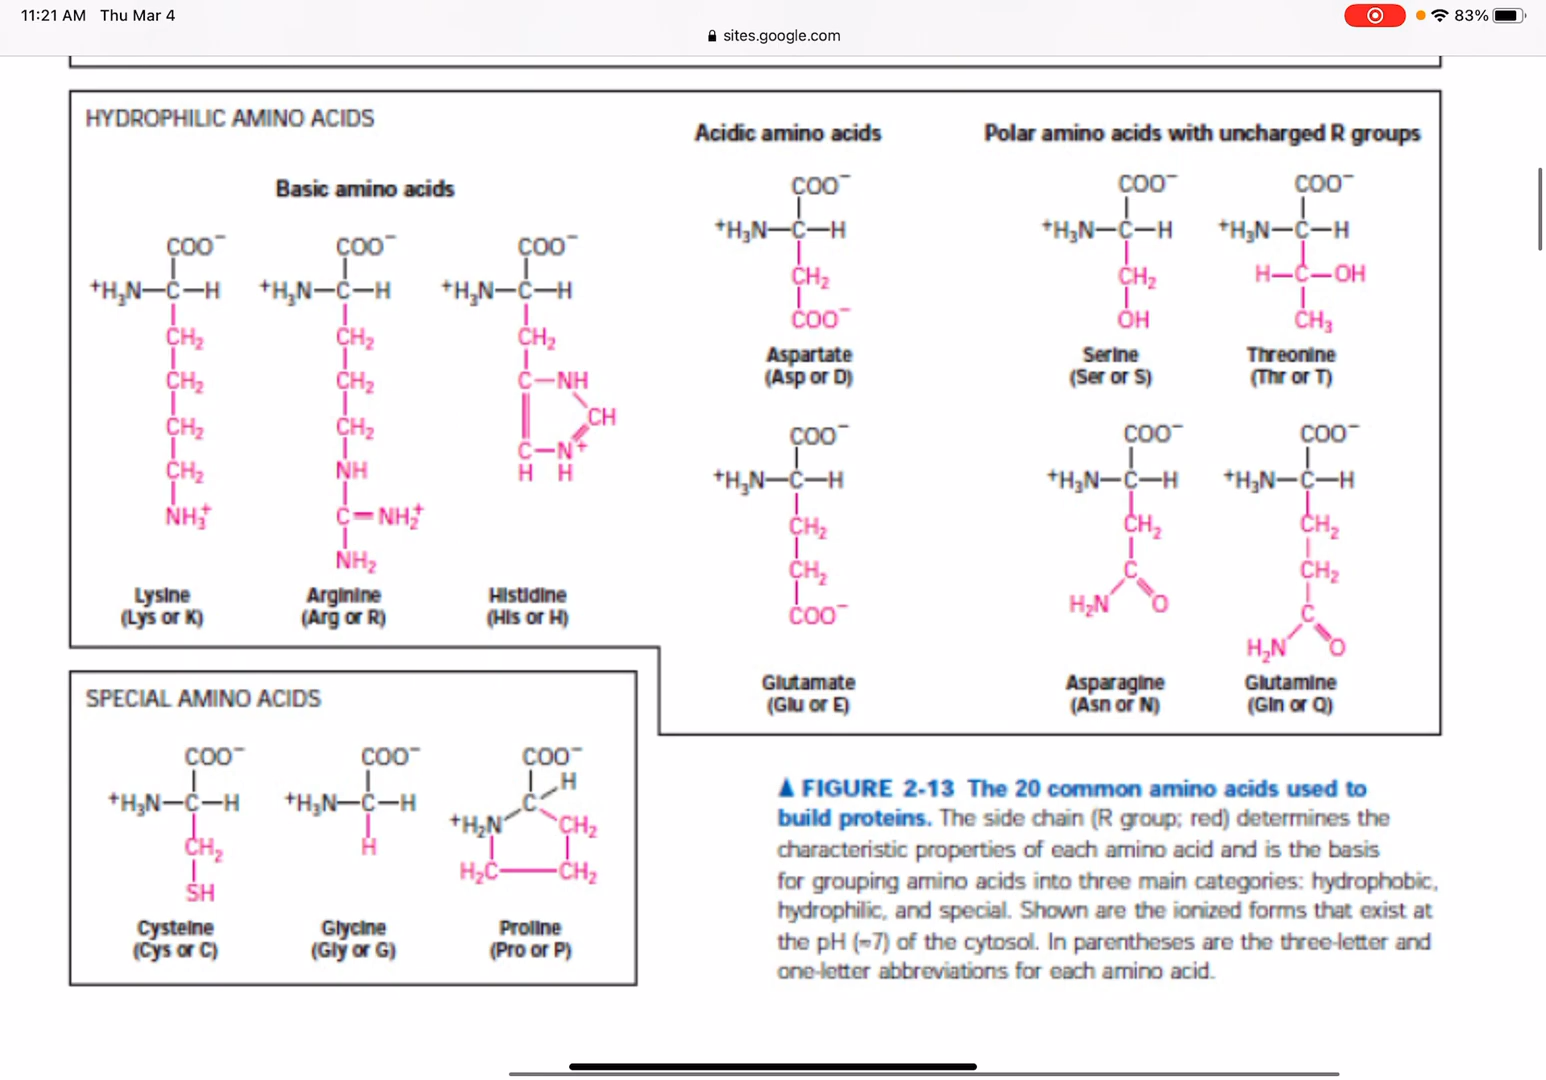 11:21 AM Thu Mar 4
83%
sites.google.com
HYDROPHILIC AMINO ACIDS
Basic amino acids
COO⁻
⁺H₃N—C—H
CH₂
CH₂
CH₂
CH₂
NH₃⁺
Lysine
(Lys or K)
COO⁻
⁺H₃N—C—H
CH₂
CH₂
CH₂
NH
C=NH₂⁺
NH₂
Arginine
(Arg or R)
COO⁻
⁺H₃N—C—H
CH₂
C—NH
CH
C—N⁺
H H
Histidine
(His or H)
Acidic amino acids
COO⁻
⁺H₃N—C—H
CH₂
COO⁻
Aspartate
(Asp or D)
COO⁻
⁺H₃N—C—H
CH₂
CH₂
COO⁻
Glutamate
(Glu or E)
Polar amino acids with uncharged R groups
COO⁻
⁺H₃N—C—H
CH₂
OH
Serine
(Ser or S)
COO⁻
⁺H₃N—C—H
H—C—OH
CH₃
Threonine
(Thr or T)
COO⁻
⁺H₃N—C—H
CH₂
C
H₂N O
Asparagine
(Asn or N)
COO⁻
⁺H₃N—C—H
CH₂
CH₂
C
H₂N O
Glutamine
(Gln or Q)
SPECIAL AMINO ACIDS
COO⁻
⁺H₃N—C—H
CH₂
SH
Cysteine
(Cys or C)
COO⁻
⁺H₃N—C—H
H
Glycine
(Gly or G)
COO⁻
H
C
⁺H₂N CH₂
H₂C—CH₂
Proline
(Pro or P)
▲ FIGURE 2-13 The 20 common amino acids used to
build proteins. The side chain (R group; red) determines the
characteristic properties of each amino acid and is the basis
for grouping amino acids into three main categories: hydrophobic,
hydrophilic, and special. Shown are the ionized forms that exist at
the pH (≈7) of the cytosol. In parentheses are the three-letter and
one-letter abbreviations for each amino acid.